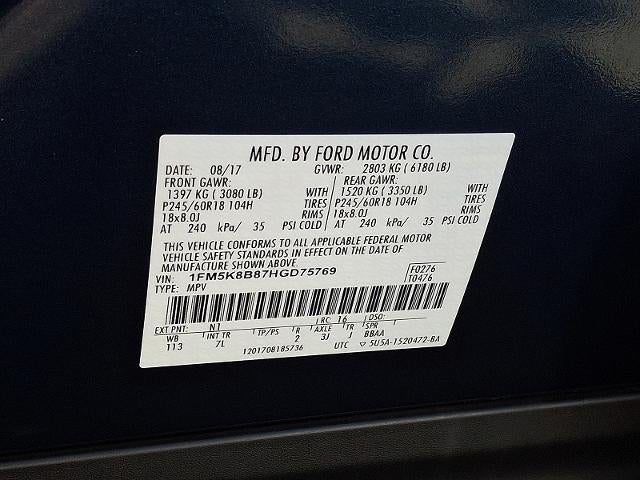 MFD. BY FORD MOTOR CO.
DATE: 08/17 GVWR: 2803 KG ( 6180 LB)
FRONT GAWR: REAR GAWR:
1397 KG ( 3080 LB) WITH 1520 KG ( 3350 LB) WITH
P245/60R18 104H TIRES P245/60R18 104H TIRES
18x8.0J RIMS 18x8.0J RIMS
AT 240 kPa/ 35 PSI COLD AT 240 kPa/ 35 PSI COLD
THIS VEHICLE CONFORMS TO ALL APPLICABLE FEDERAL MOTOR
VEHICLE SAFETY STANDARDS IN EFFECT ON THE DATE OF
MANUFACTURE SHOWN ABOVE.
VIN: 1FM5K8B87HGD75769 F0276
TYPE: MPV T0476
EXT PNT: N1 RC: 16 DSO:
WB INT TR TP/PS R AXLE TR SPR
113 7L 2 3J J BBAA
1201708185736 UTC 5U5A-1520472-BA